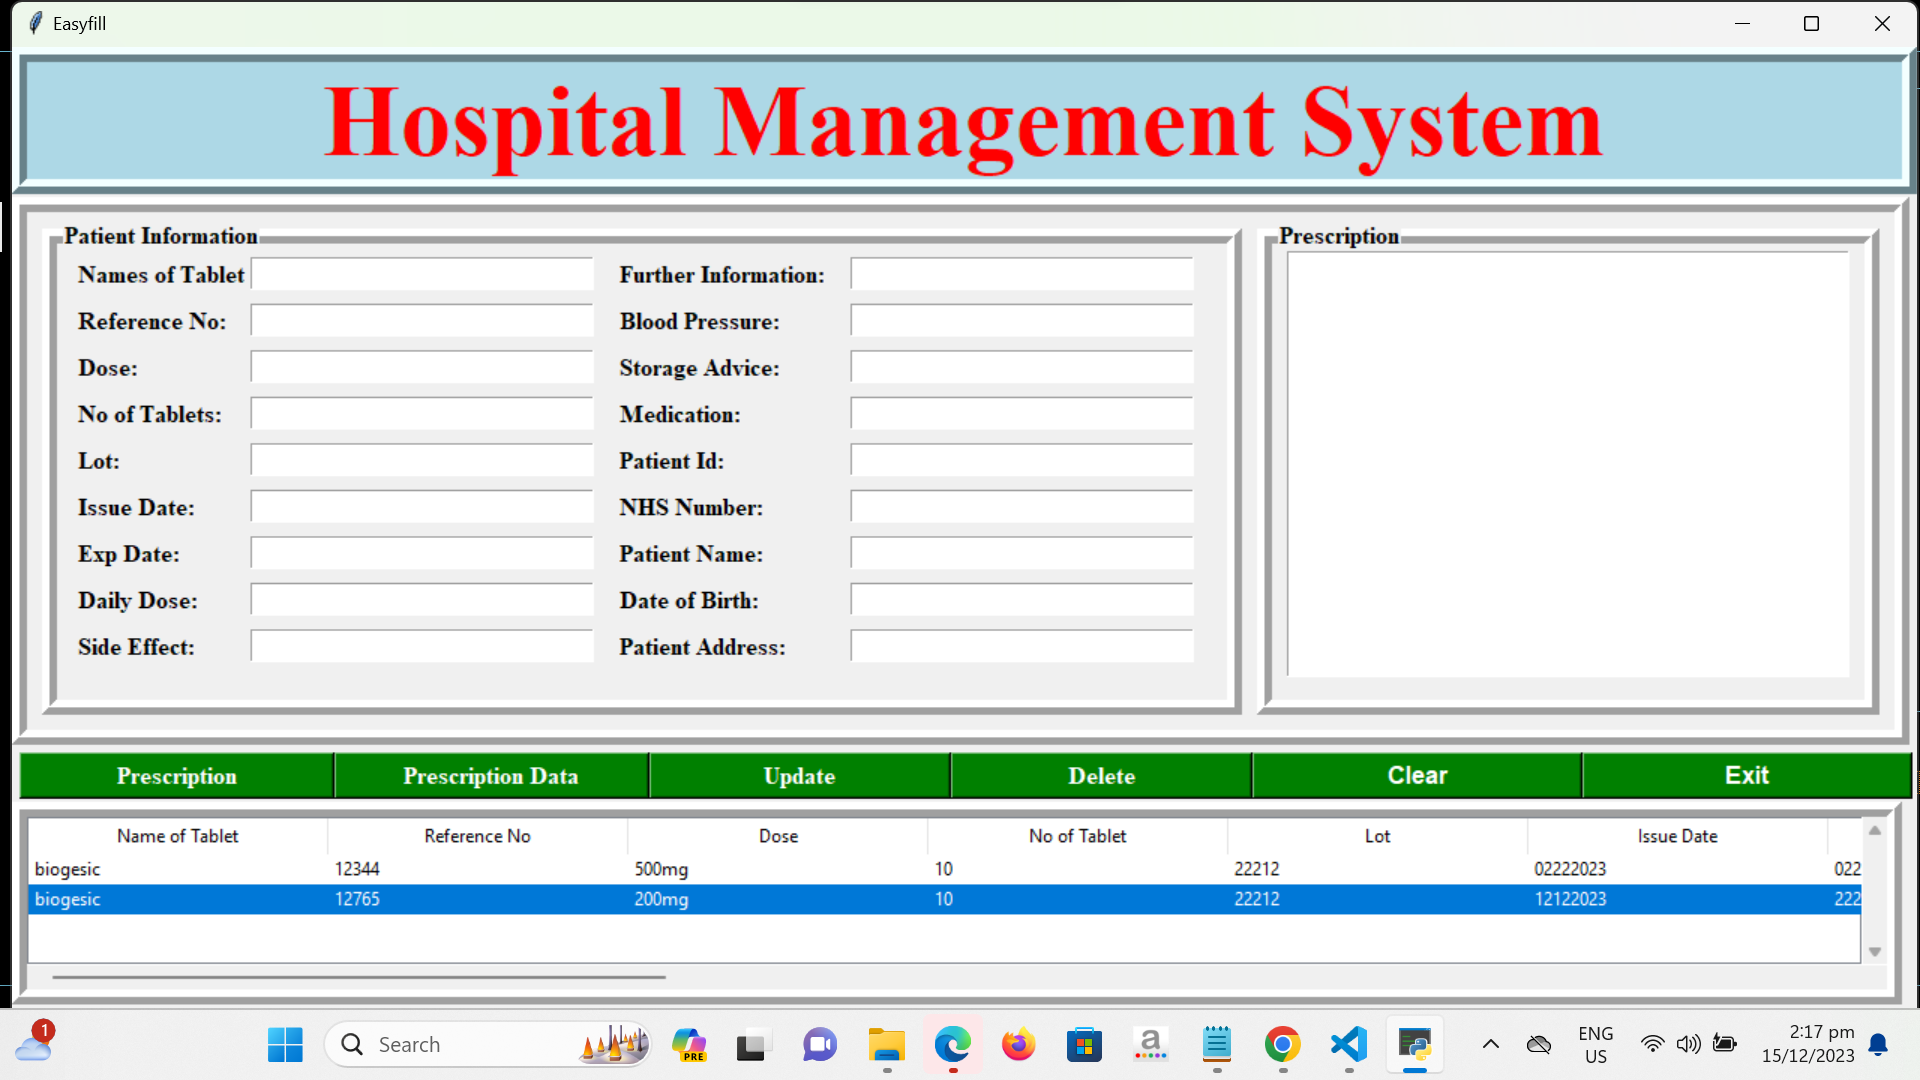 Easyfill
Hospital Management System
Patient Information
Names of Tablet
Reference No:
Dose:
No of Tablets:
Lot:
Issue Date:
Exp Date:
Daily Dose:
Side Effect:
Further Information:
Blood Pressure:
Storage Advice:
Medication:
Patient Id:
NHS Number:
Patient Name:
Date of Birth:
Patient Address:
Prescription
Prescription Prescription Data Update Delete Clear Exit
Name of Tablet Reference No Dose No of Tablet Lot Issue Date
biogesic 12344 500mg 10 22212 02222023 022
biogesic 12765 200mg 10 22212 12122023 222
1
Search
PRE
a
ENG
US
2:17 pm
15/12/2023